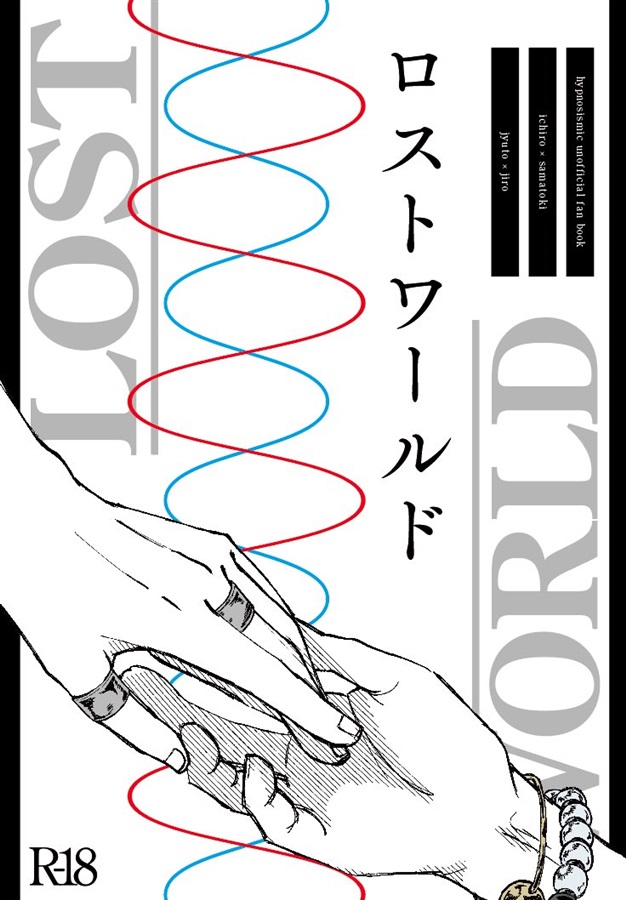 hypnosismic unofficial fan book
ichiro × samatoki
jyuto × jiro
ロストワールド
LOST
WORLD
R-18